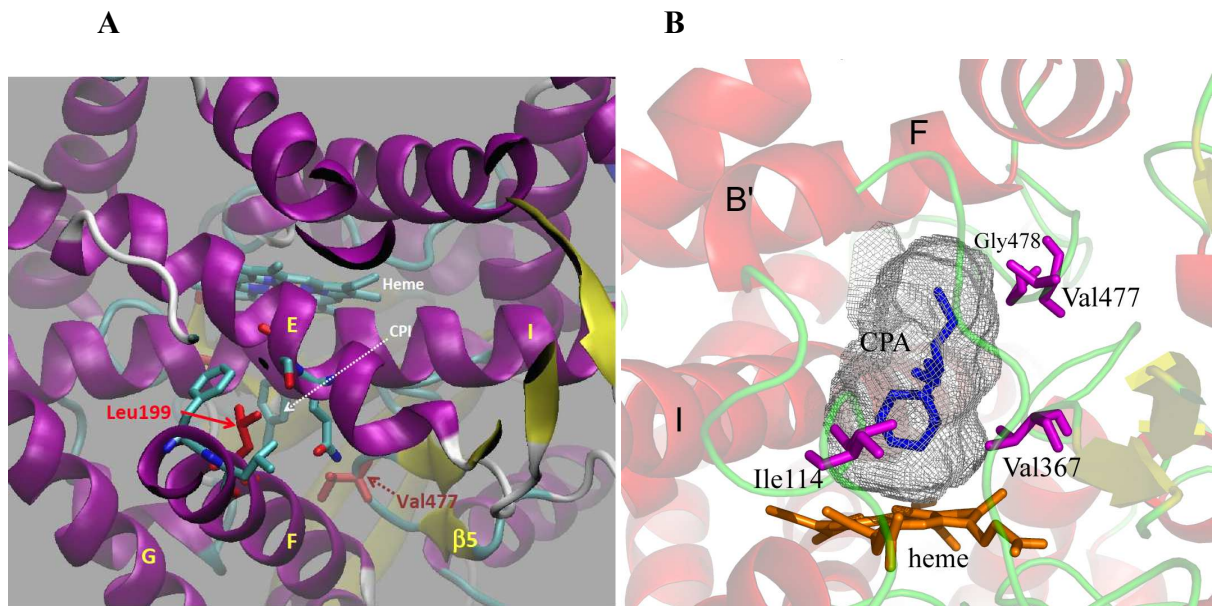 A
B
Heme
E
CPI
I
Leu199
Val477
G
F
β5
F
B'
Gly478
Val477
CPA
I
Ile114
Val367
heme